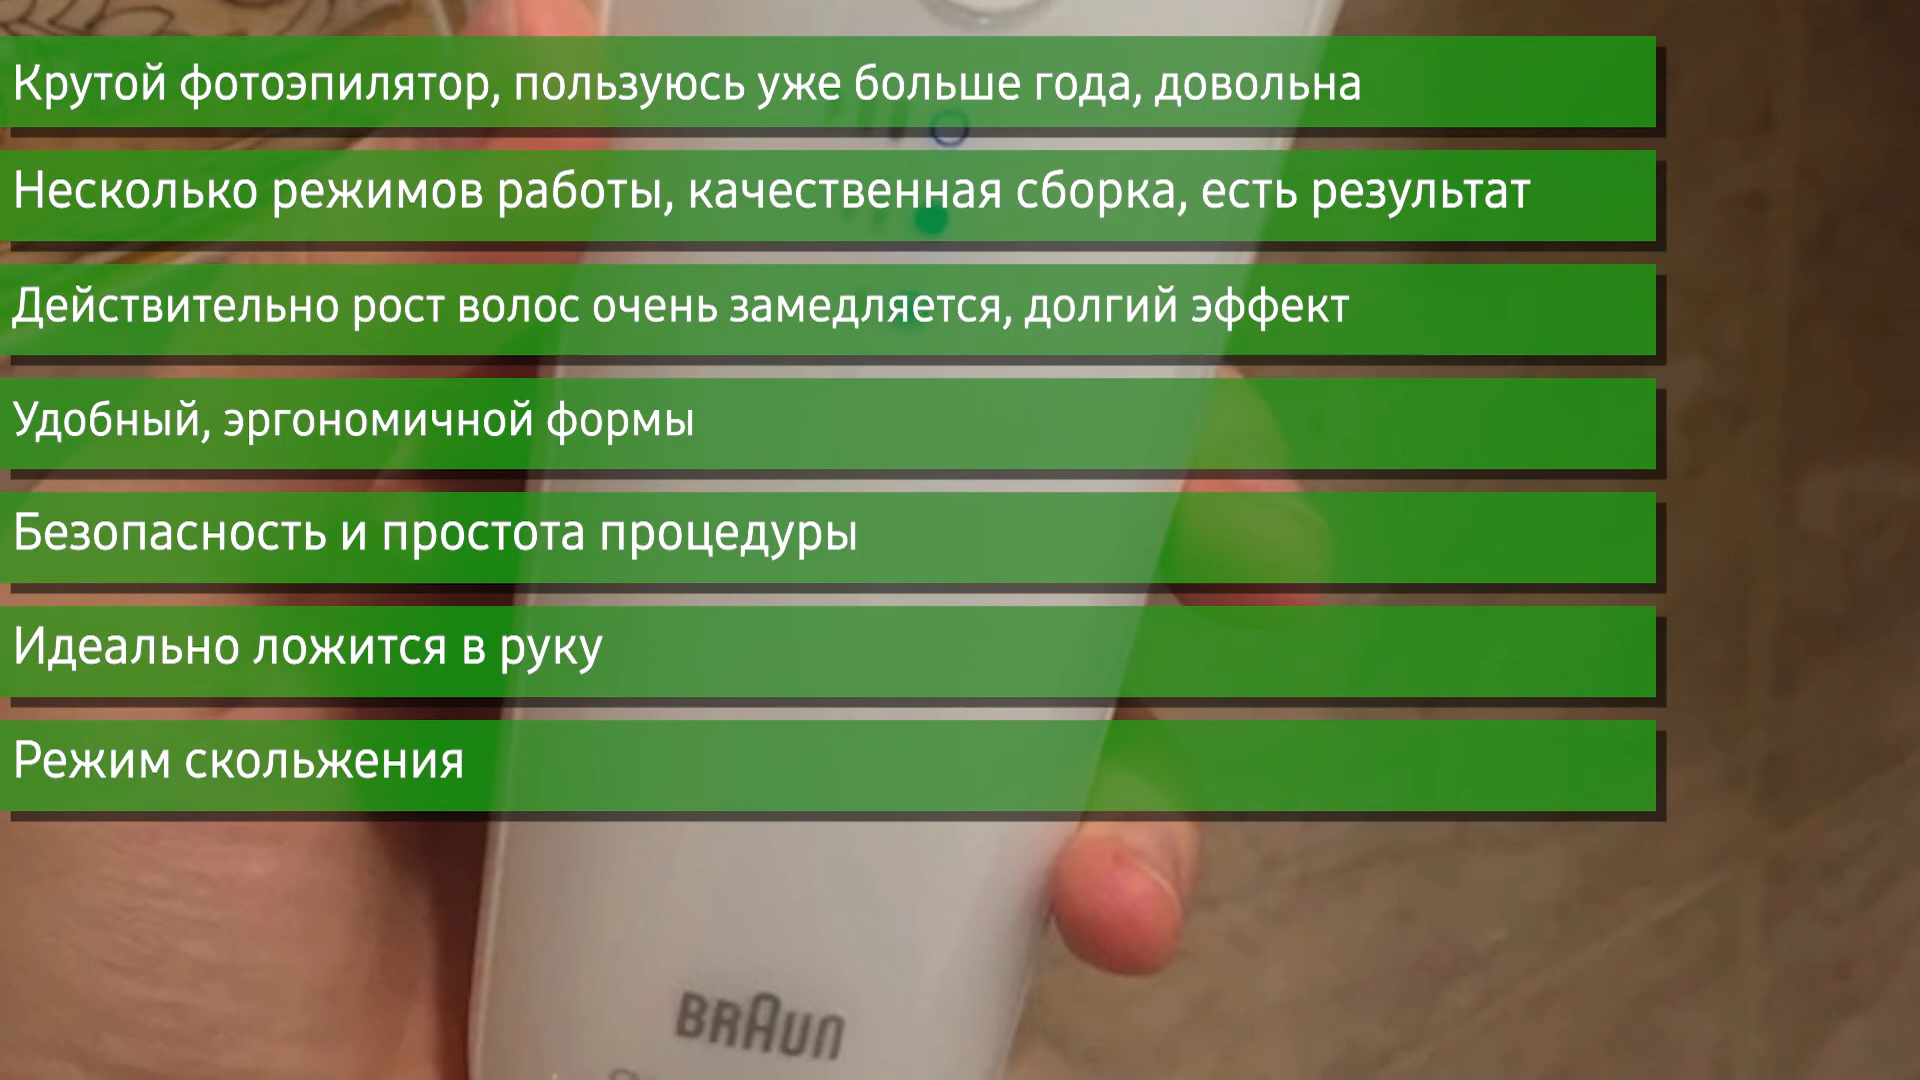 Крутой фотоэпилятор, пользуюсь уже больше года, довольна
Несколько режимов работы, качественная сборка, есть результат
Действительно рост волос очень замедляется, долгий эффект
Удобный, эргономичной формы
Безопасность и простота процедуры
Идеально ложится в руку
Режим скольжения
BRAUN